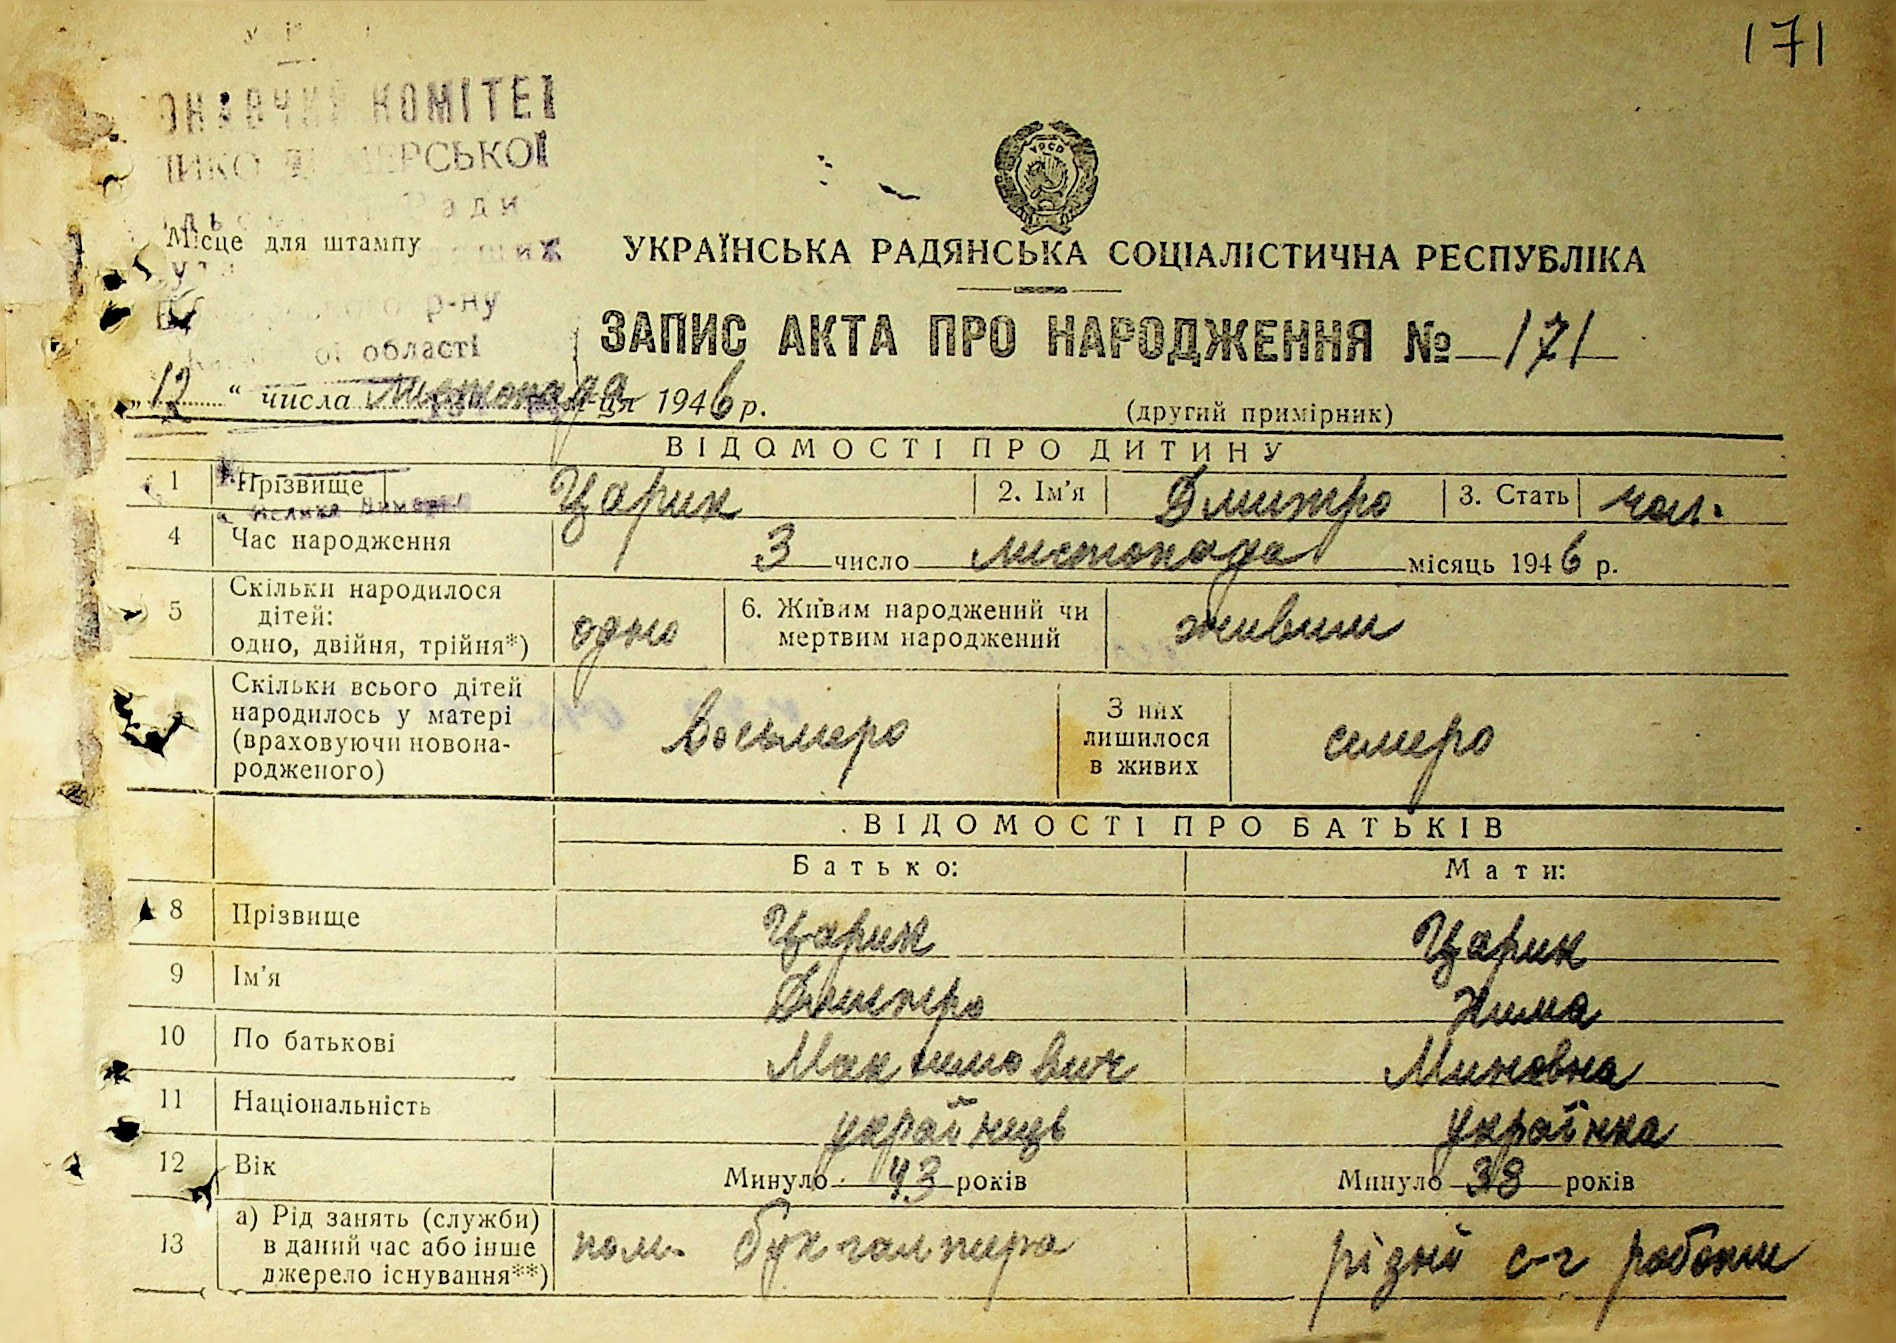 171
КОМІТЕТ
Місце для штампу
р-ну
області
УРСР
УКРАЇНСЬКА РАДЯНСЬКА СОЦІАЛІСТИЧНА РЕСПУБЛІКА
ЗАПИС АКТА ПРО НАРОДЖЕННЯ № 171
„12“ числа листопада м-ця 1946 р.
(другий примірник)
ВІДОМОСТІ ПРО ДИТИНУ
1 Прізвище Царик 2. Ім'я Дмитро 3. Стать чол.
4 Час народження 3 число листопада місяць 1946 р.
5 Скільки народилося дітей: одно, двійня, трійня*) одно 6. Живим народжений чи мертвим народжений живим
Скільки всього дітей народилось у матері (враховуючи новонародженого) восьмеро З них лишилося в живих семеро
ВІДОМОСТІ ПРО БАТЬКІВ
Батько: Мати:
8 Прізвище Царик Царик
9 Ім'я Дмитро Хима
10 По батькові Максимович Миновна
11 Національність українець українка
12 Вік Минуло 43 років Минуло 38 років
13 а) Рід занять (служби) в даний час або інше джерело існування**) пом. бухгалтера різні с-г роботи